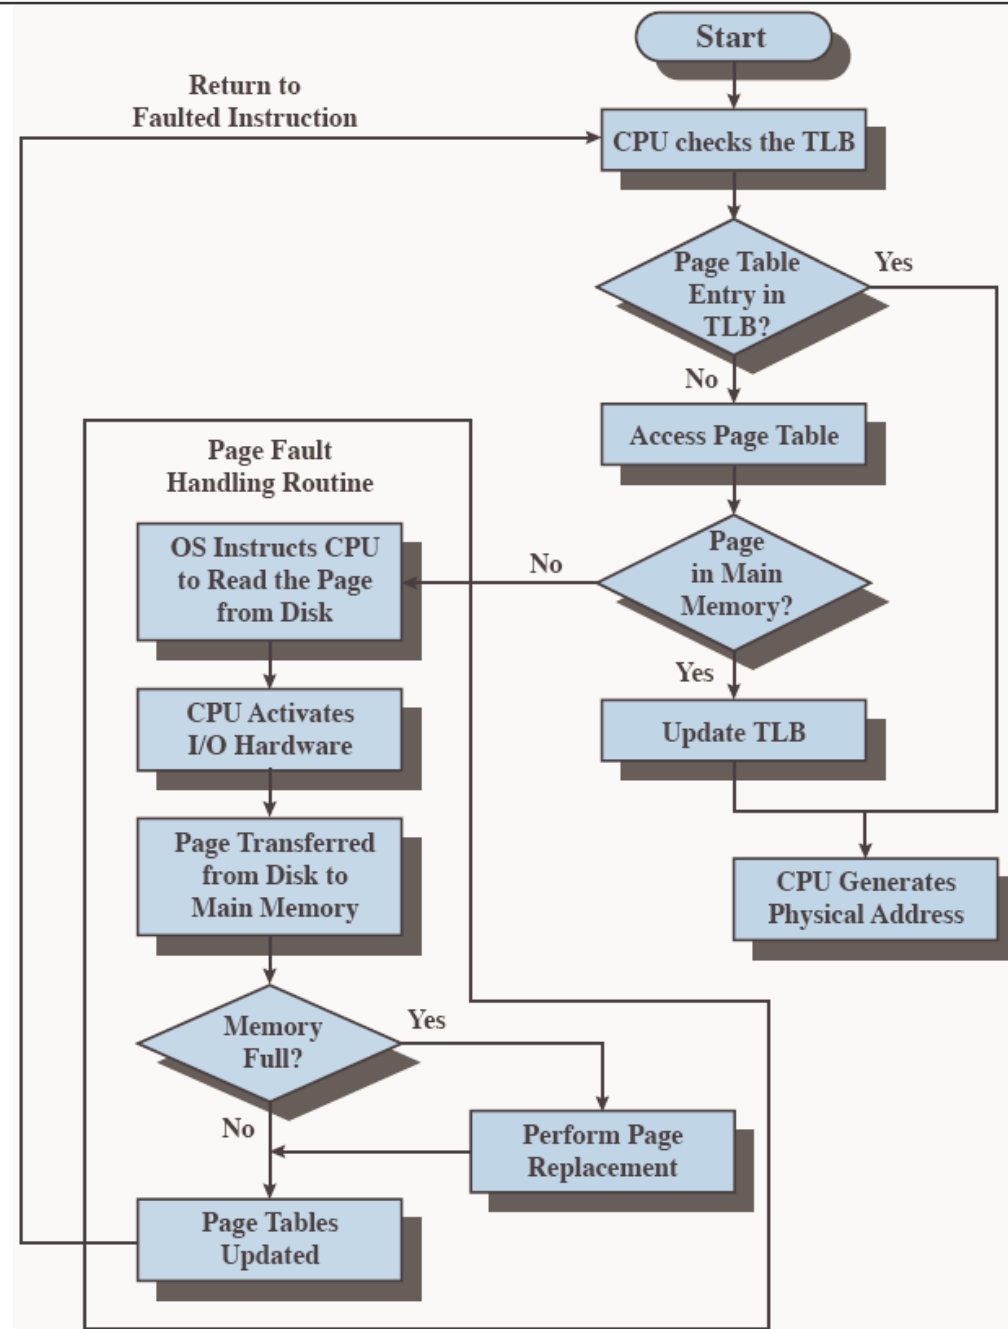 Start
Return to
Faulted Instruction
CPU checks the TLB
Page Table
Entry in
TLB?
Yes
No
Access Page Table
Page Fault
Handling Routine
OS Instructs CPU
to Read the Page
from Disk
No
Page
in Main
Memory?
Yes
CPU Activates
I/O Hardware
Update TLB
Page Transferred
from Disk to
Main Memory
CPU Generates
Physical Address
Memory
Full?
Yes
No
Perform Page
Replacement
Page Tables
Updated